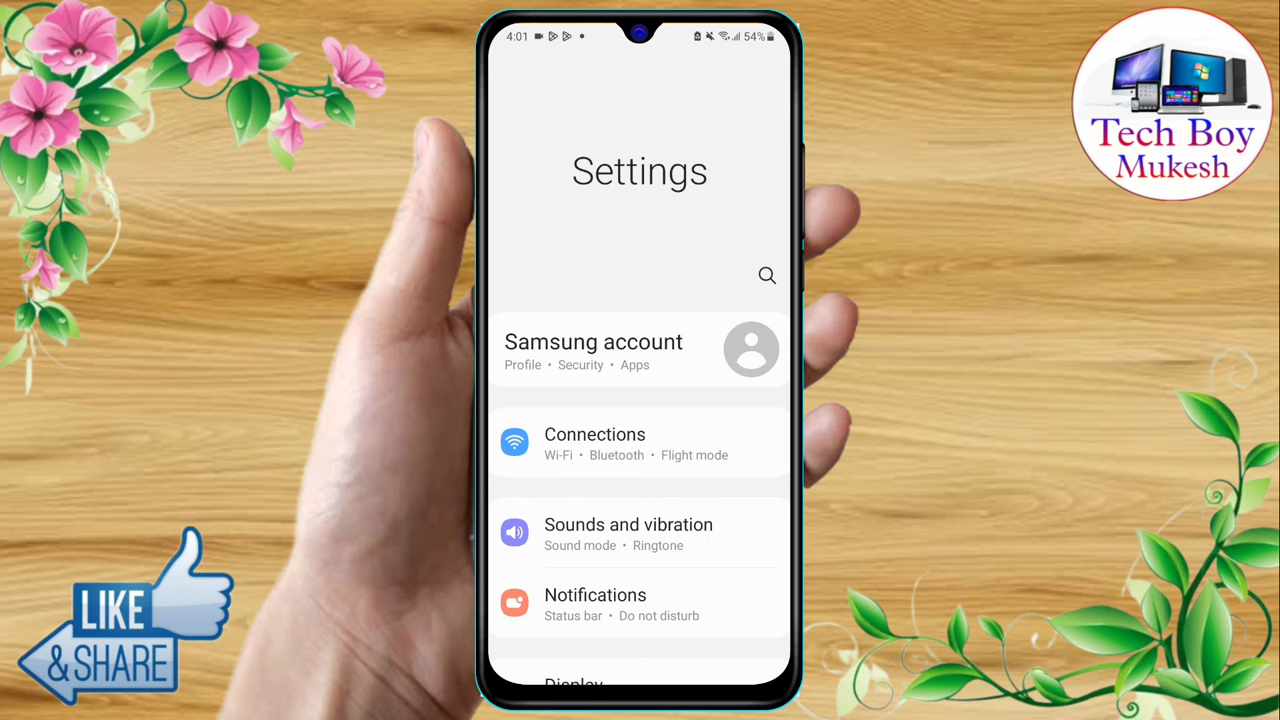 4:01
54%
Settings
Samsung account
Profile • Security • Apps
Connections
Wi-Fi • Bluetooth • Flight mode
Sounds and vibration
Sound mode • Ringtone
Notifications
Status bar • Do not disturb
Display
Tech Boy
Mukesh
LIKE
& SHARE